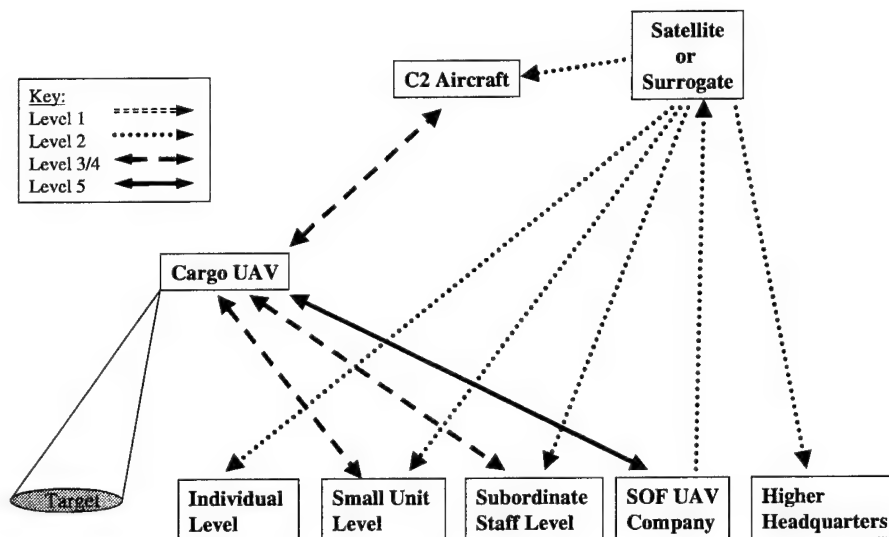 Satellite
or
Surrogate
C2 Aircraft
Key:
Level 1
Level 2
Level 3/4
Level 5
Cargo UAV
Target
Individual
Level
Small Unit
Level
Subordinate
Staff Level
SOF UAV
Company
Higher
Headquarters